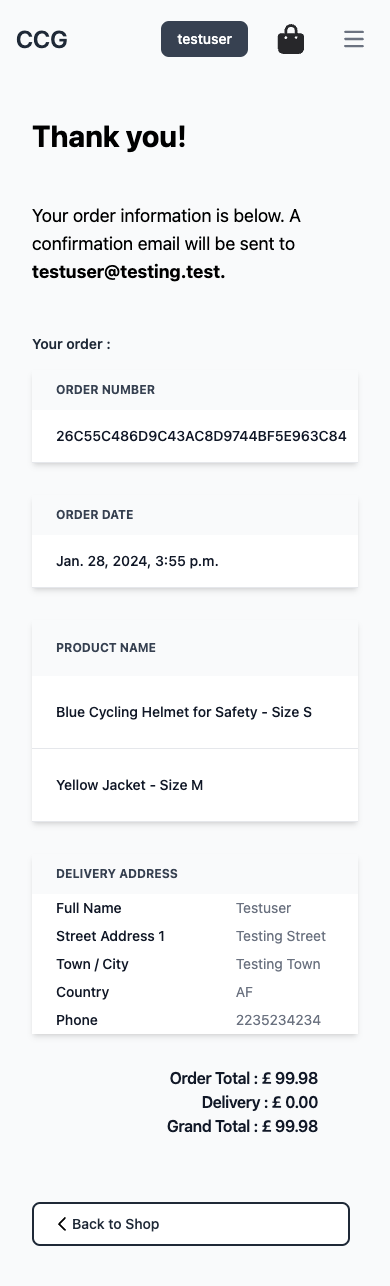 CCG
testuser
Thank you!
Your order information is below. A
confirmation email will be sent to
testuser@testing.test.
Your order :
ORDER NUMBER
26C55C486D9C43AC8D9744BF5E963C84
ORDER DATE
Jan. 28, 2024, 3:55 p.m.
PRODUCT NAME
Blue Cycling Helmet for Safety - Size S
Yellow Jacket - Size M
DELIVERY ADDRESS
Full Name Testuser
Street Address 1 Testing Street
Town / City Testing Town
Country AF
Phone 2235234234
Order Total : £ 99.98
Delivery : £ 0.00
Grand Total : £ 99.98
Back to Shop